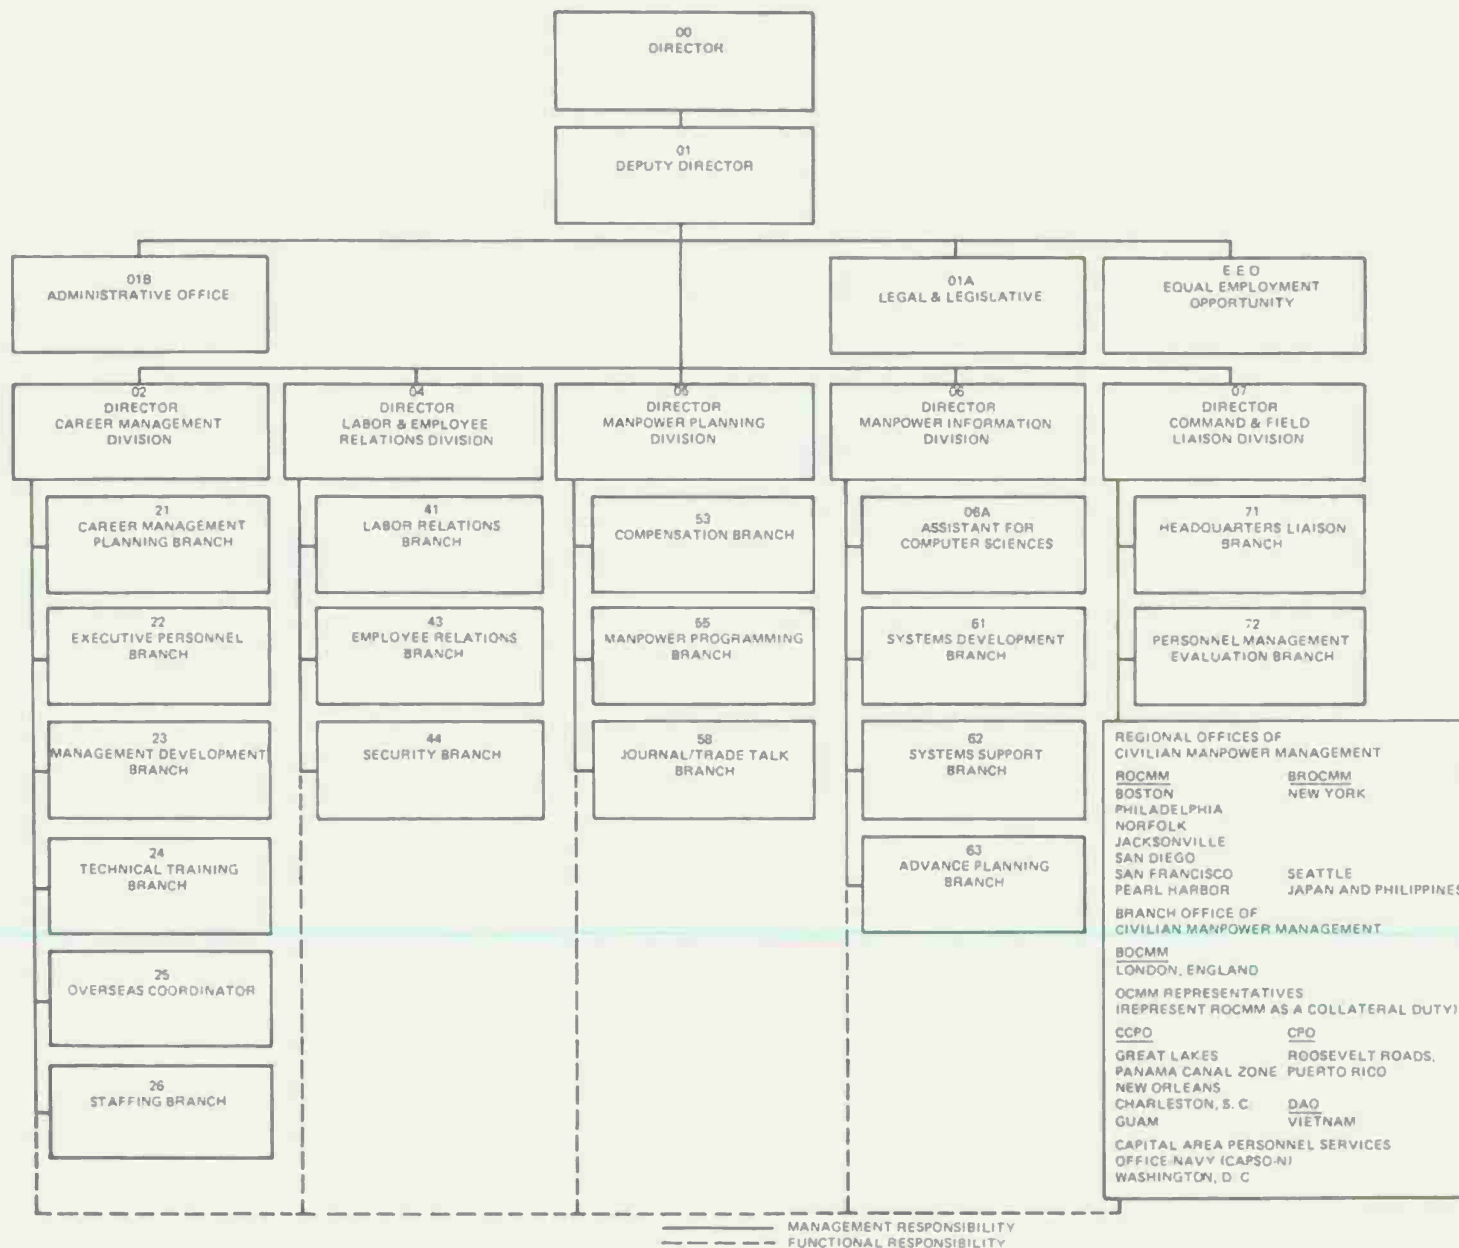 00
DIRECTOR
01
DEPUTY DIRECTOR
01B
ADMINISTRATIVE OFFICE
01A
LEGAL & LEGISLATIVE
E E O
EQUAL EMPLOYMENT
OPPORTUNITY
02
DIRECTOR
CAREER MANAGEMENT
DIVISION
04
DIRECTOR
LABOR & EMPLOYEE
RELATIONS DIVISION
05
DIRECTOR
MANPOWER PLANNING
DIVISION
06
DIRECTOR
MANPOWER INFORMATION
DIVISION
07
DIRECTOR
COMMAND & FIELD
LIAISON DIVISION
21
CAREER MANAGEMENT
PLANNING BRANCH
22
EXECUTIVE PERSONNEL
BRANCH
23
MANAGEMENT DEVELOPMENT
BRANCH
24
TECHNICAL TRAINING
BRANCH
25
OVERSEAS COORDINATOR
26
STAFFING BRANCH
41
LABOR RELATIONS
BRANCH
43
EMPLOYEE RELATIONS
BRANCH
44
SECURITY BRANCH
53
COMPENSATION BRANCH
55
MANPOWER PROGRAMMING
BRANCH
58
JOURNAL/TRADE TALK
BRANCH
06A
ASSISTANT FOR
COMPUTER SCIENCES
61
SYSTEMS DEVELOPMENT
BRANCH
62
SYSTEMS SUPPORT
BRANCH
63
ADVANCE PLANNING
BRANCH
71
HEADQUARTERS LIAISON
BRANCH
72
PERSONNEL MANAGEMENT
EVALUATION BRANCH
REGIONAL OFFICES OF
CIVILIAN MANPOWER MANAGEMENT
ROCMM BROCMM
BOSTON NEW YORK
PHILADELPHIA
NORFOLK
JACKSONVILLE
SAN DIEGO
SAN FRANCISCO SEATTLE
PEARL HARBOR JAPAN AND PHILIPPINES
BRANCH OFFICE OF
CIVILIAN MANPOWER MANAGEMENT
BOCMM
LONDON, ENGLAND
OCMM REPRESENTATIVES
(REPRESENT ROCMM AS A COLLATERAL DUTY)
CCPO CPO
GREAT LAKES ROOSEVELT ROADS,
PANAMA CANAL ZONE PUERTO RICO
NEW ORLEANS
CHARLESTON, S. C. DAO
GUAM VIETNAM
CAPITAL AREA PERSONNEL SERVICES
OFFICE-NAVY (CAPSO-N)
WASHINGTON, D. C
MANAGEMENT RESPONSIBILITY
FUNCTIONAL RESPONSIBILITY